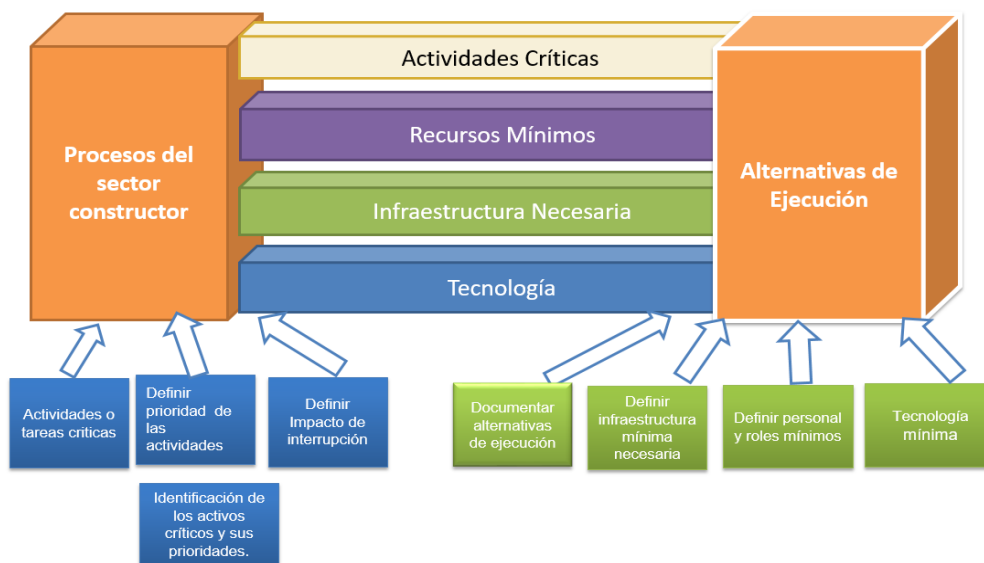 Actividades Críticas
Recursos Mínimos
Infraestructura Necesaria
Tecnología
Procesos del
sector
constructor
Alternativas de
Ejecución
Actividades o
tareas criticas
Definir
prioridad de
las
actividades
Definir
Impacto de
interrupción
Documentar
alternativas
de ejecución
Definir
infraestructura
mínima
necesaria
Definir personal
y roles mínimos
Tecnología
mínima
Identificación de
los activos
críticos y sus
prioridades.